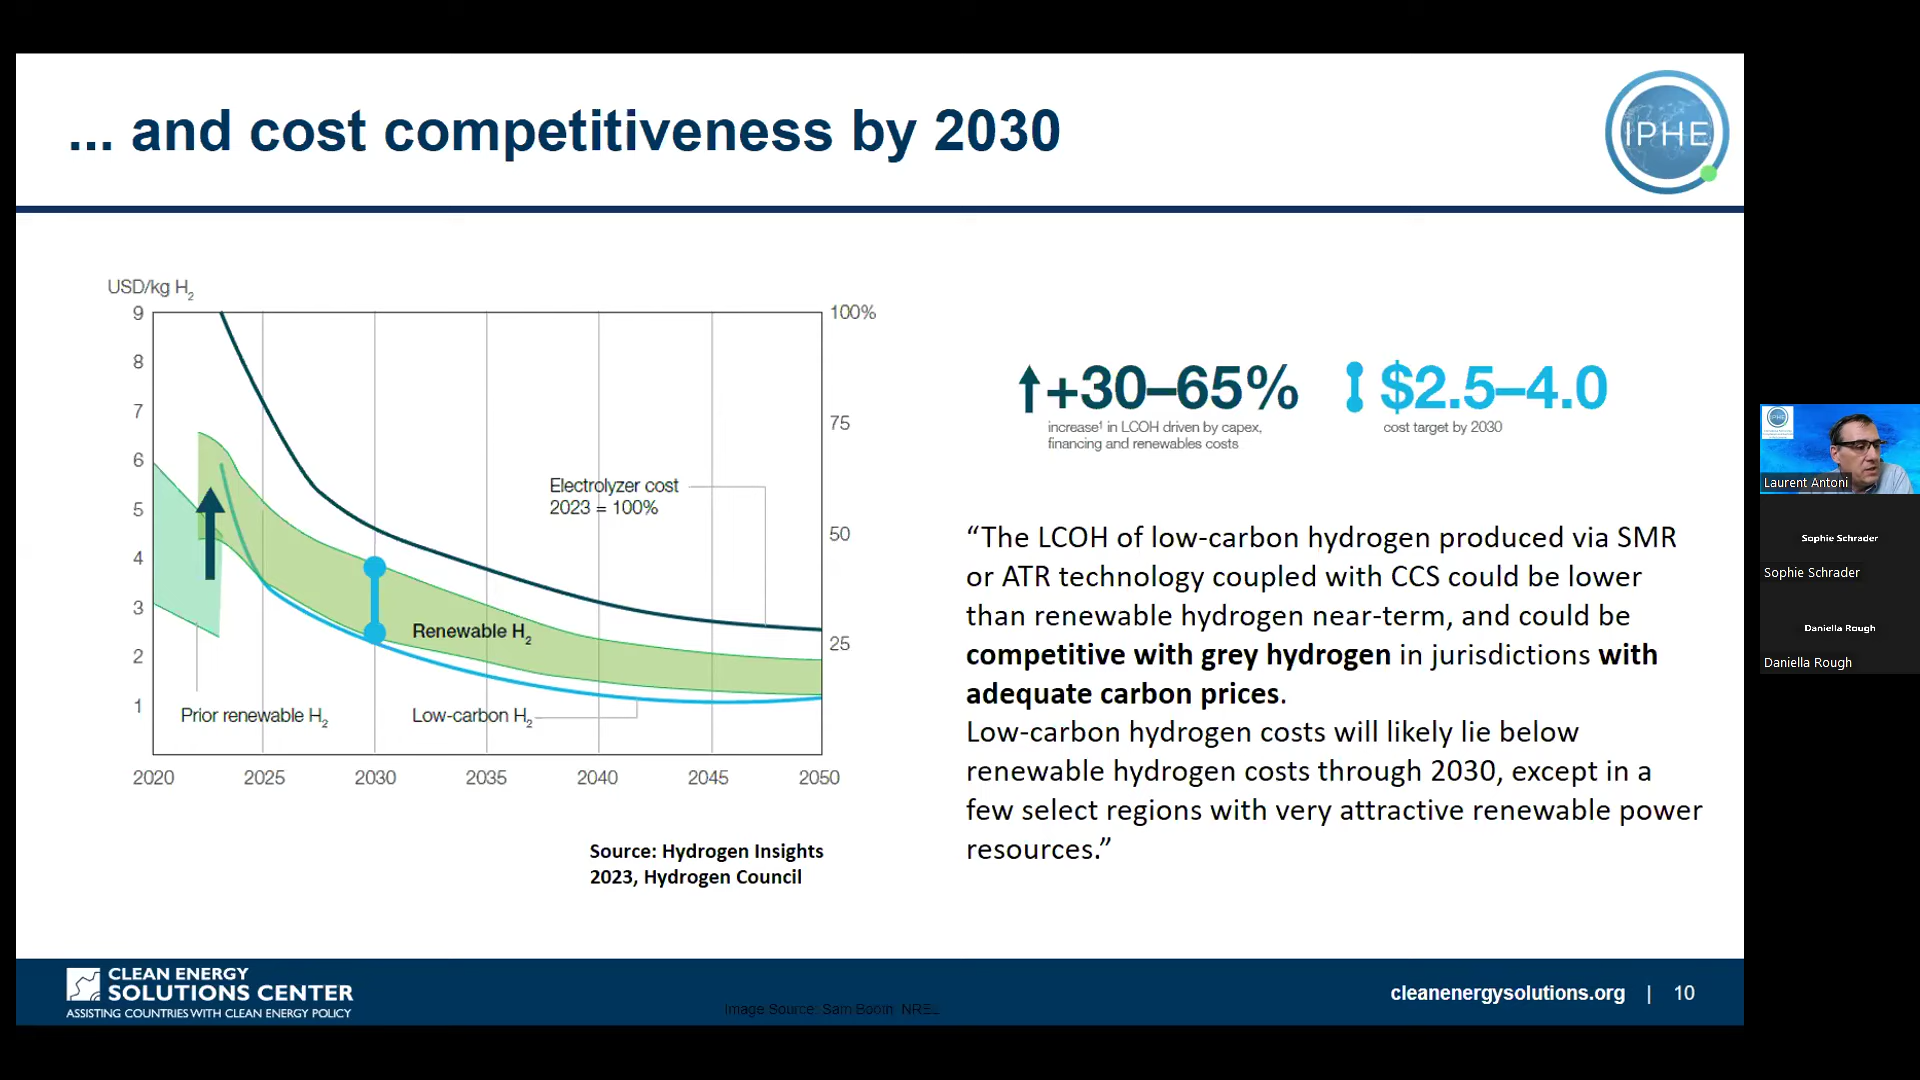 ... and cost competitiveness by 2030
IPHE
USD/kg H2
9
8
7
6
5
4
3
2
1
100%
75
50
25
Electrolyzer cost
2023 = 100%
Renewable H2
Prior renewable H2
Low-carbon H2
2020 2025 2030 2035 2040 2045 2050
Source: Hydrogen Insights
2023, Hydrogen Council
+30–65%
increase¹ in LCOH driven by capex,
financing and renewables costs
$2.5–4.0
cost target by 2030
“The LCOH of low-carbon hydrogen produced via SMR
or ATR technology coupled with CCS could be lower
than renewable hydrogen near-term, and could be
competitive with grey hydrogen in jurisdictions with
adequate carbon prices.
Low-carbon hydrogen costs will likely lie below
renewable hydrogen costs through 2030, except in a
few select regions with very attractive renewable power
resources.”
CLEAN ENERGY
SOLUTIONS CENTER
ASSISTING COUNTRIES WITH CLEAN ENERGY POLICY
Image Source: Sam Booth, NREL
cleanenergysolutions.org | 10
IPHE
Laurent Antoni
Sophie Schrader
Sophie Schrader
Daniella Rough
Daniella Rough